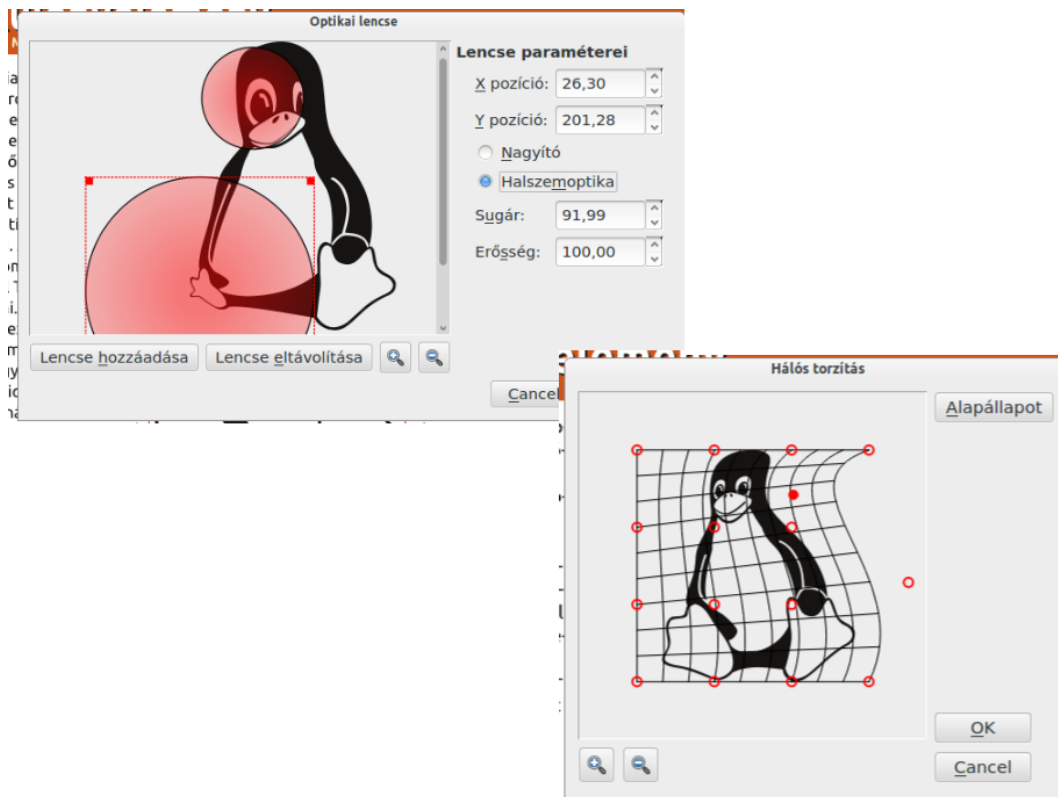 Optikai lencse
Lencse paraméterei
X pozíció: 26,30
Y pozíció: 201,28
Nagyító
Halszemoptika
Sugár: 91,99
Erősség: 100,00
Lencse hozzáadása Lencse eltávolítása
Cancel
Hálós torzítás
Alapállapot
OK
Cancel